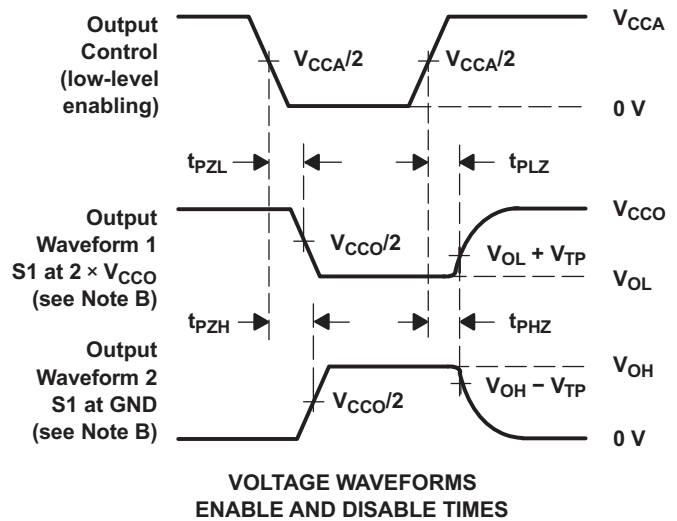 Output
Control
(low-level
enabling)
V_CCA/2
V_CCA/2
V_CCA
0 V
t_PZL
t_PLZ
Output
Waveform 1
S1 at 2 × V_CCO
(see Note B)
V_CCO/2
V_CCO
V_OL + V_TP
V_OL
t_PZH
t_PHZ
Output
Waveform 2
S1 at GND
(see Note B)
V_CCO/2
V_OH
V_OH − V_TP
0 V
VOLTAGE WAVEFORMS
ENABLE AND DISABLE TIMES